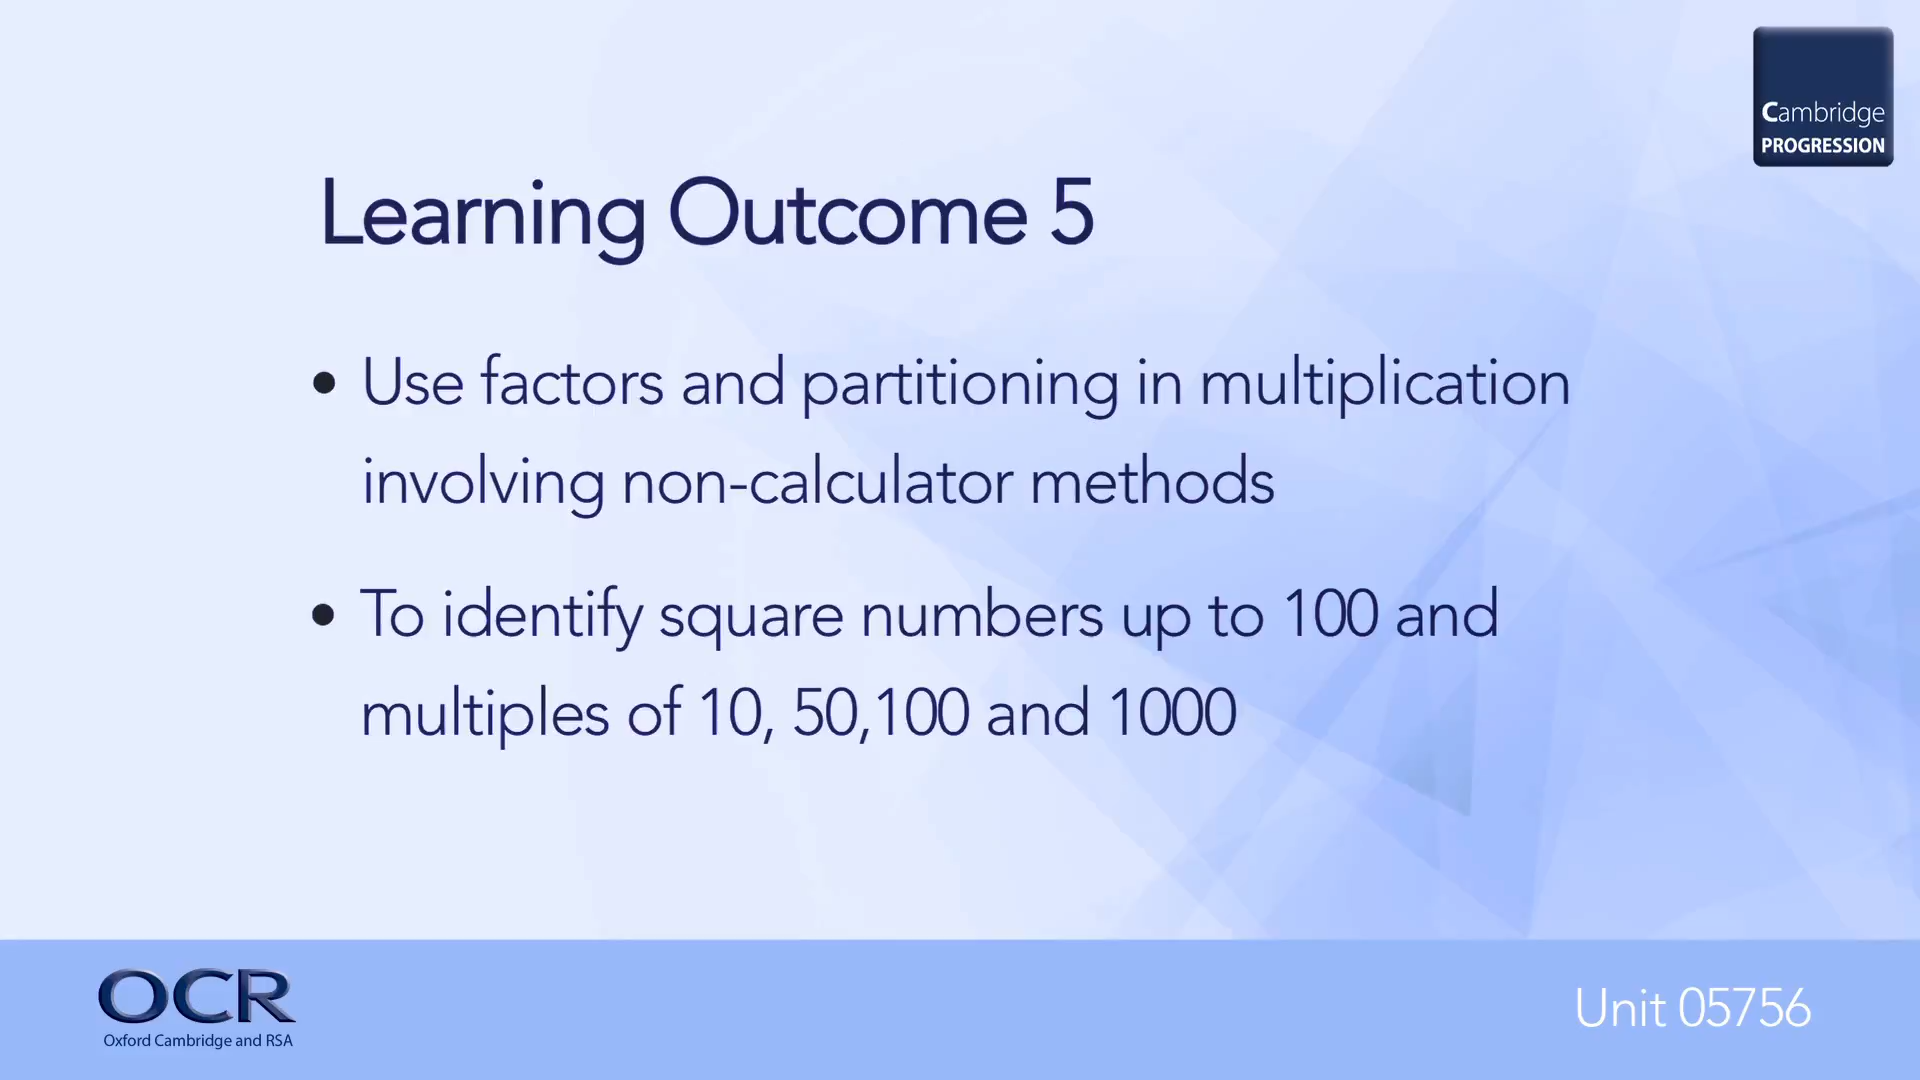 Cambridge
PROGRESSION
Learning Outcome 5
• Use factors and partitioning in multiplication
involving non-calculator methods
• To identify square numbers up to 100 and
multiples of 10, 50,100 and 1000
OCR
Oxford Cambridge and RSA
Unit 05756